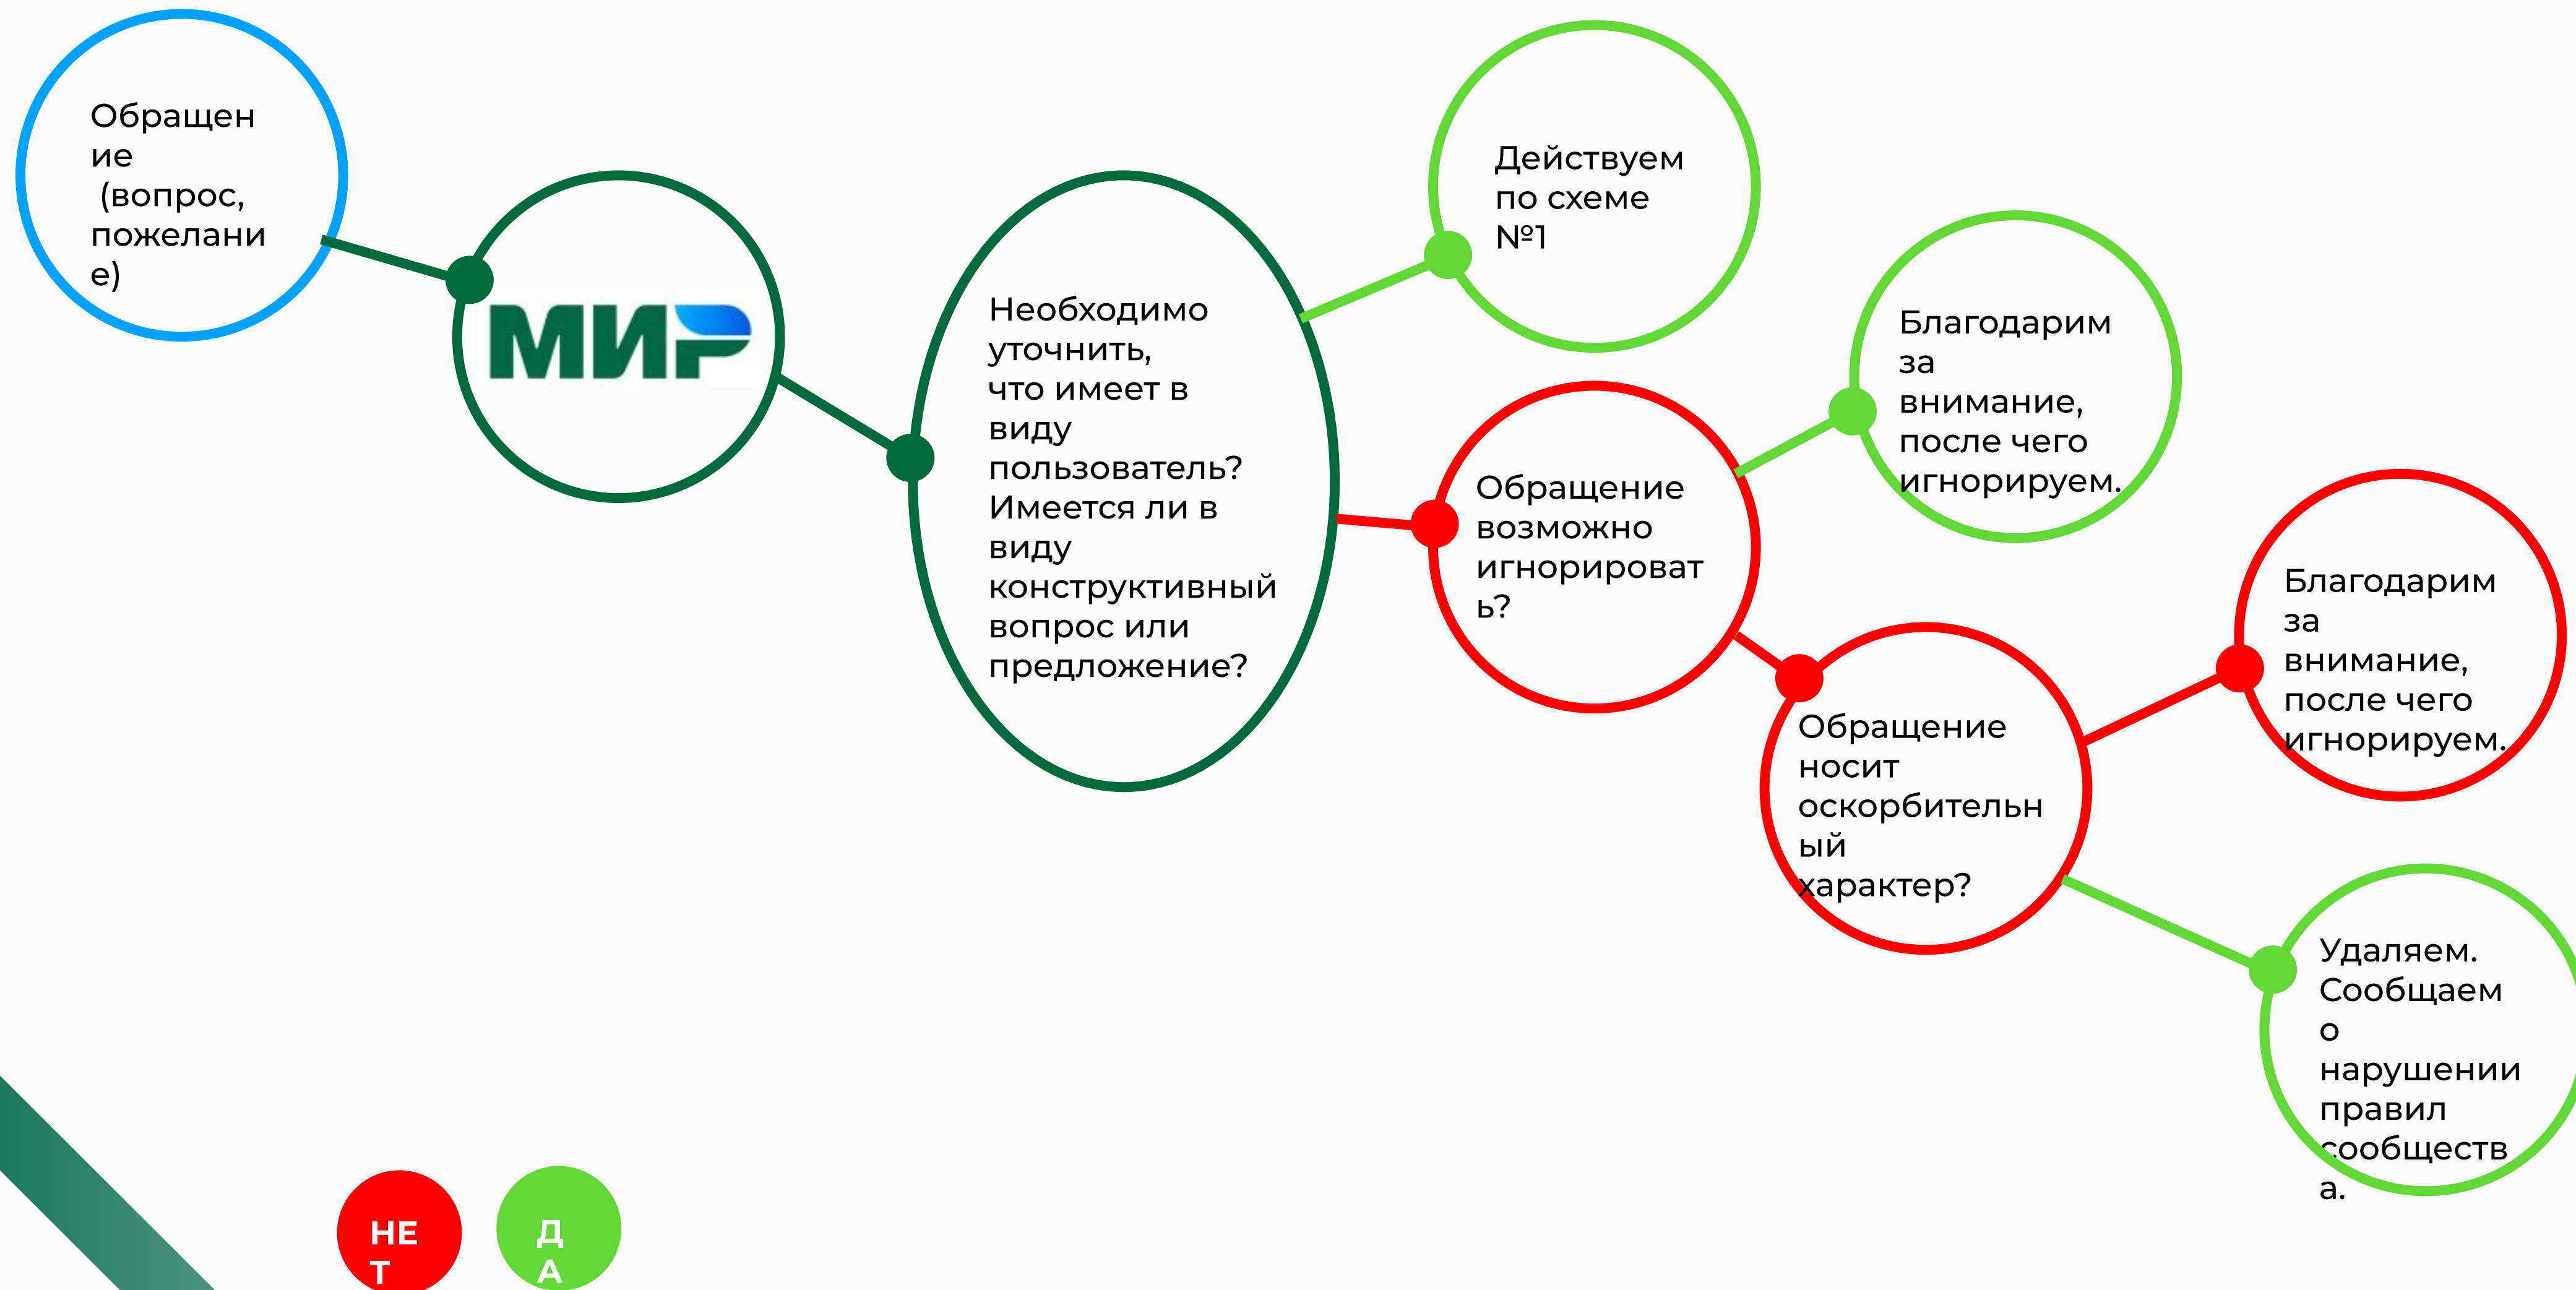 Обращен
ие
(вопрос,
пожелани
е)
МИР
Необходимо
уточнить,
что имеет в
виду
пользователь?
Имеется ли в
виду
конструктивный
вопрос или
предложение?
Действуем
по схеме
№1
Обращение
возможно
игнорироват
ь?
Благодарим
за
внимание,
после чего
игнорируем.
Обращение
носит
оскорбительн
ый
характер?
Благодарим
за
внимание,
после чего
игнорируем.
Удаляем.
Сообщаем
о
нарушении
правил
сообществ
а.
НЕ
Т
Д
А